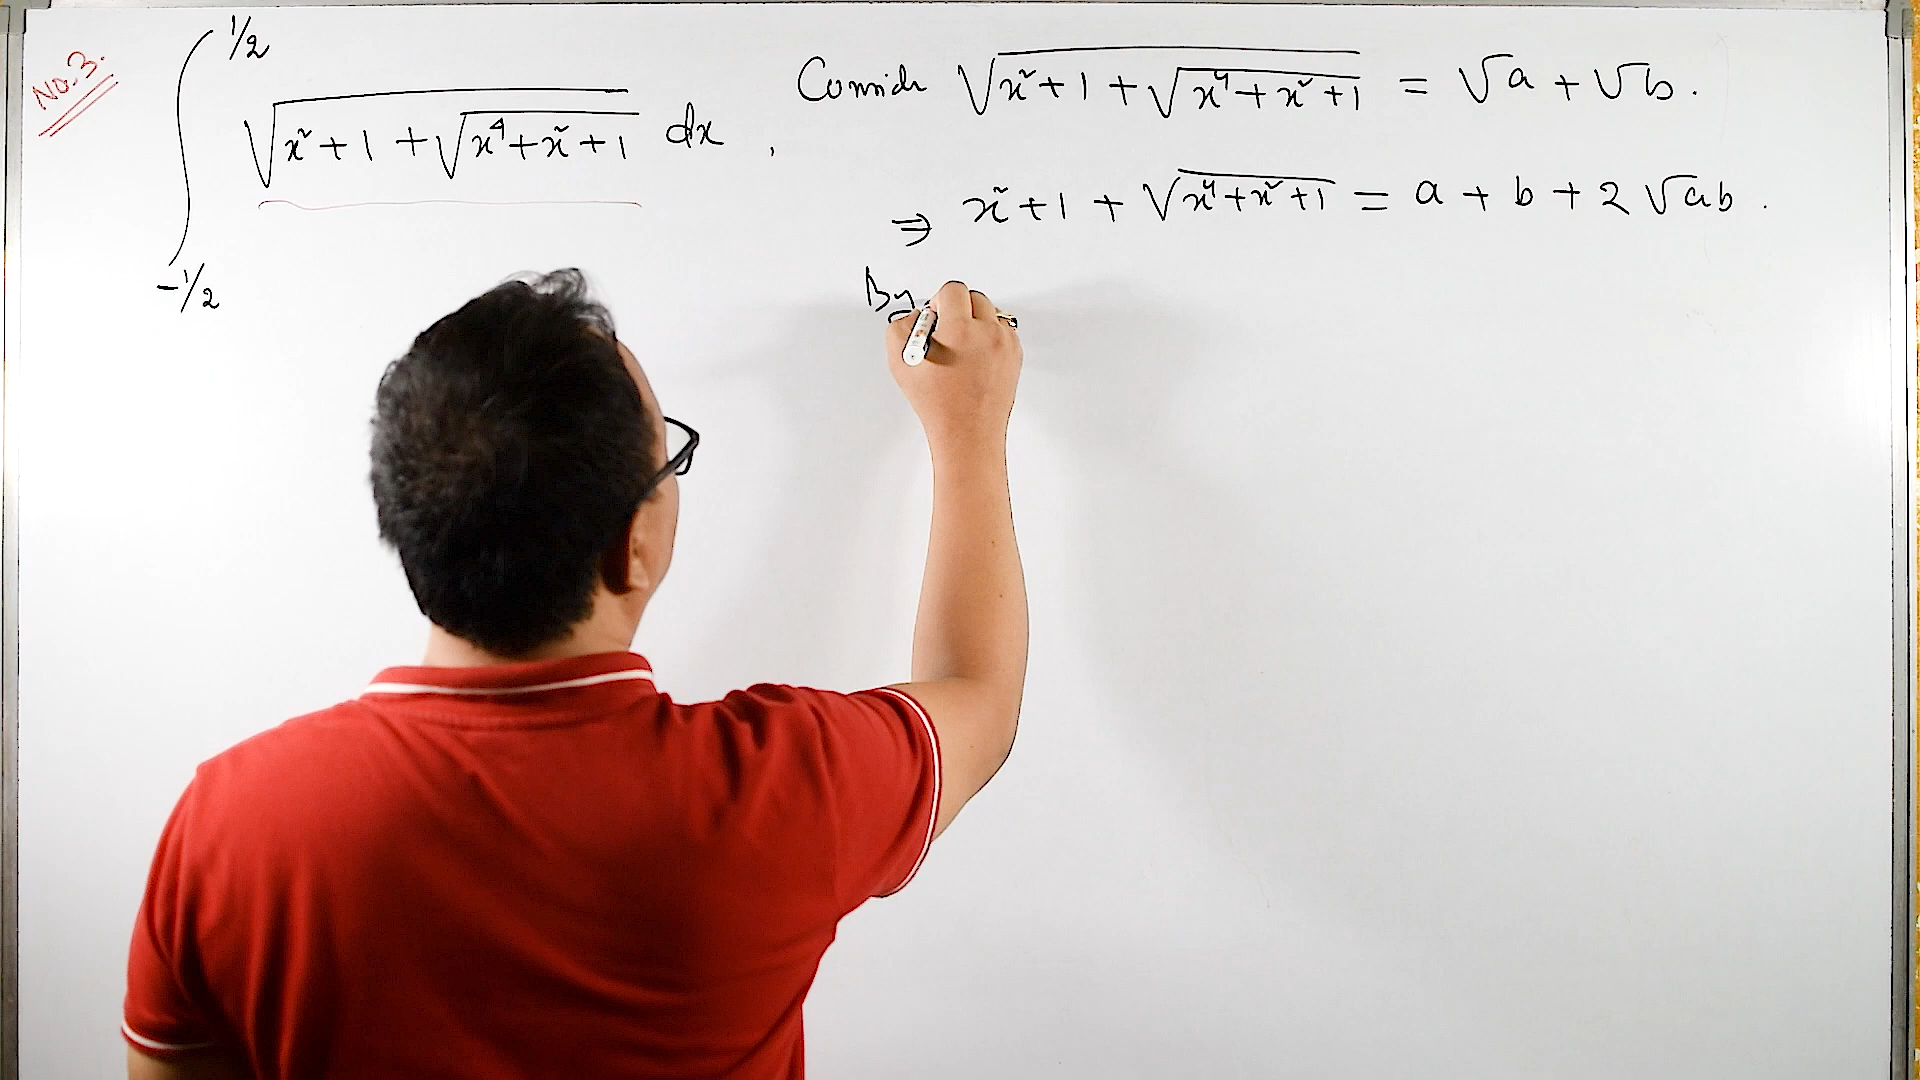 No. 3.
∫_{-1/2}^{1/2} √(x²+1+√(x⁴+x²+1)) dx ,
Consider √(x²+1+√(x⁴+x²+1)) = √a + √b .
⇒ x²+1 + √(x⁴+x²+1) = a + b + 2√ab .
By